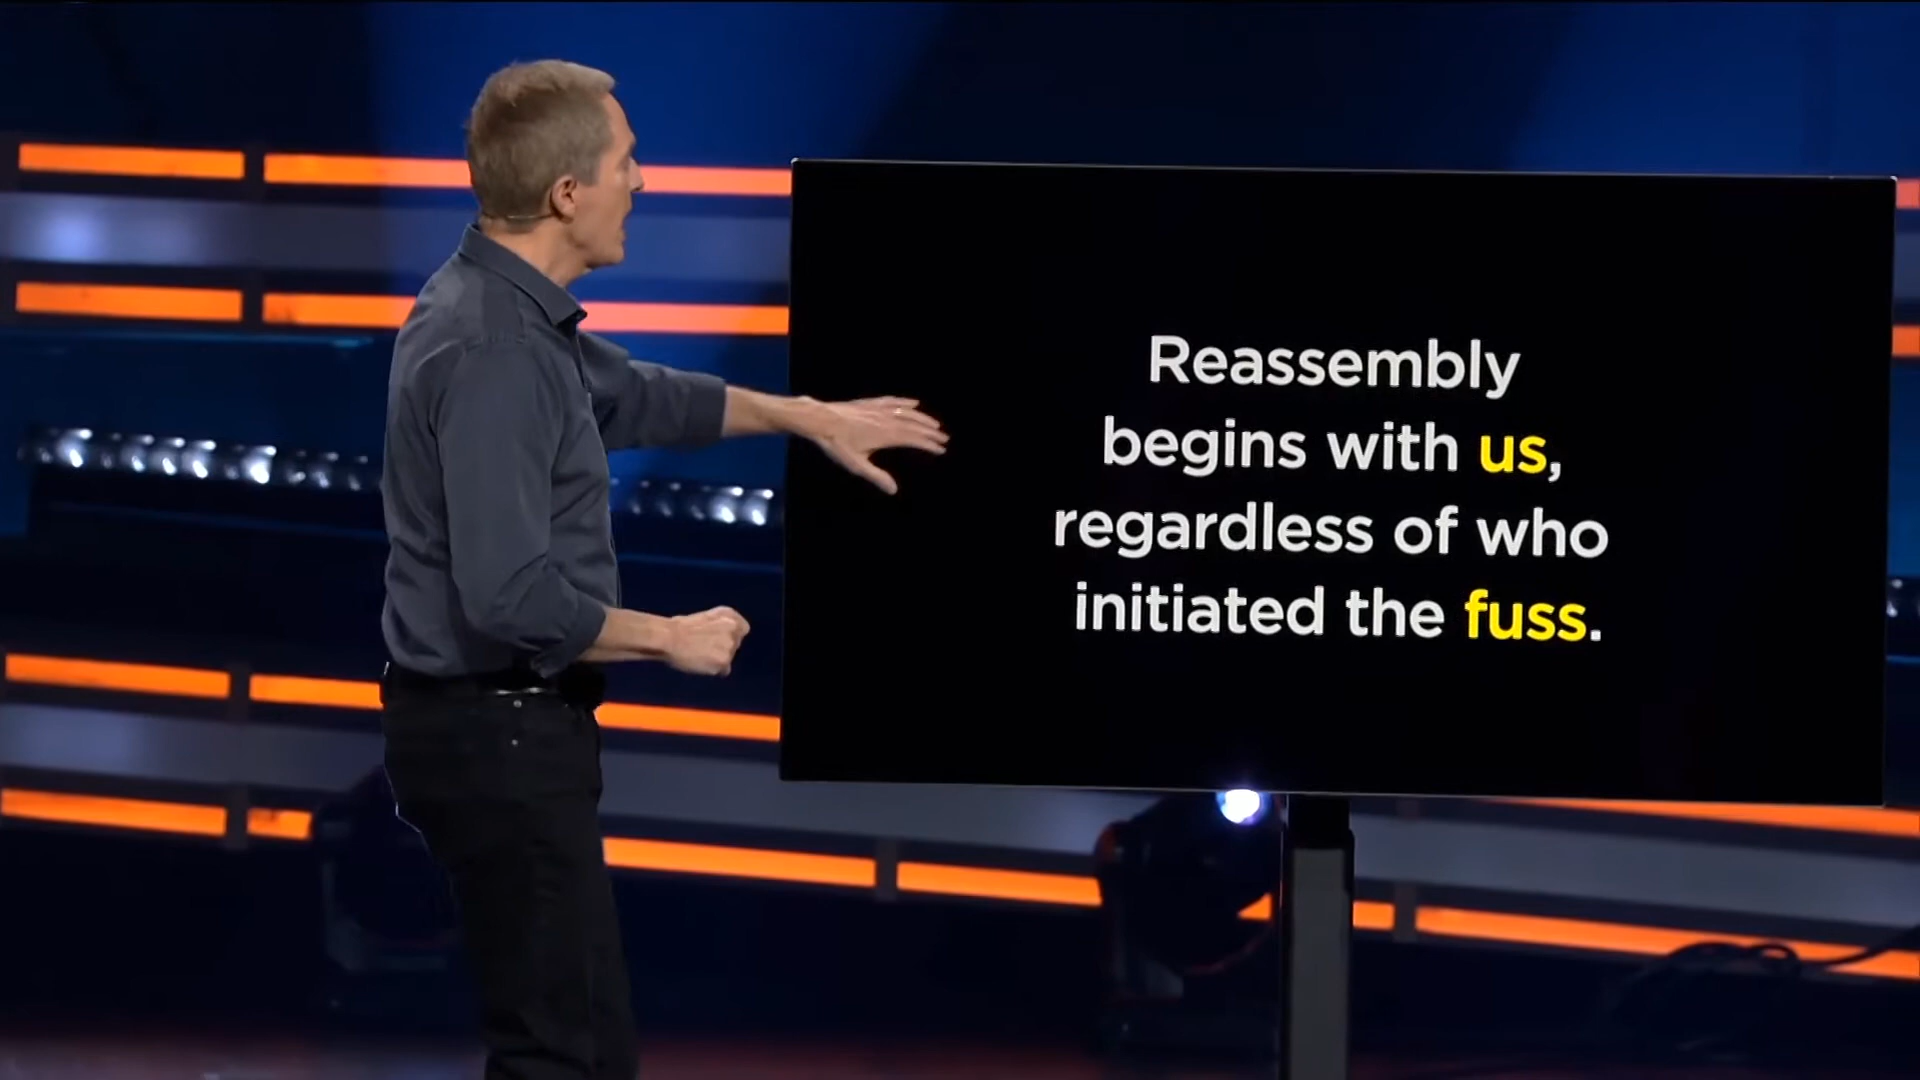 Reassembly
begins with us,
regardless of who
initiated the fuss.